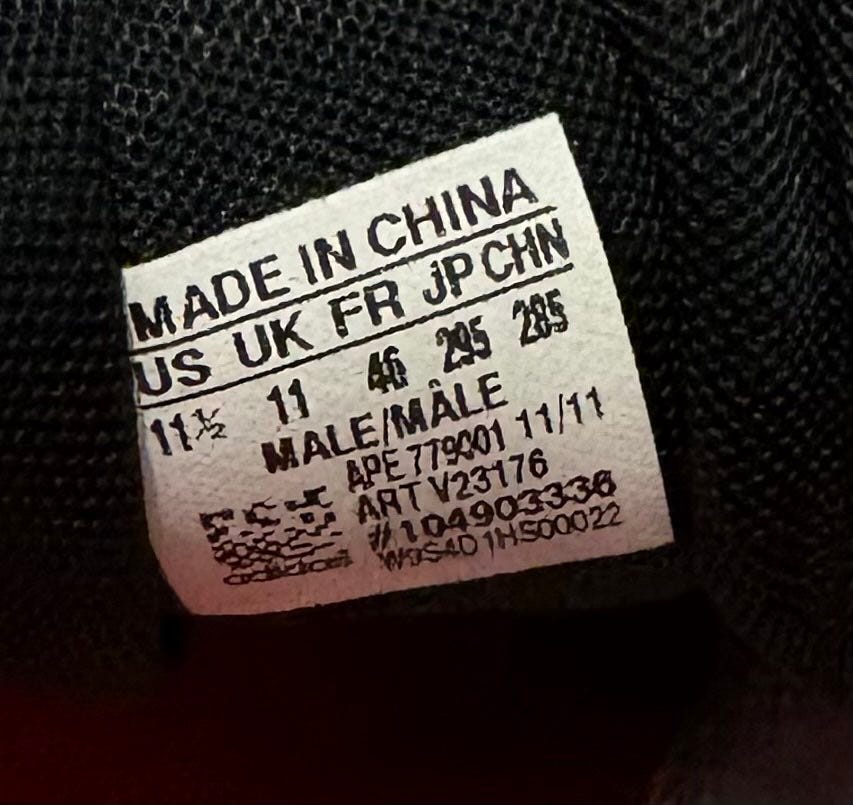 MADE IN CHINA
US UK FR JP CHN
11½ 11 46 295 285
MALE/MÂLE
APE 779001 11/11
ART V23176
#104903336